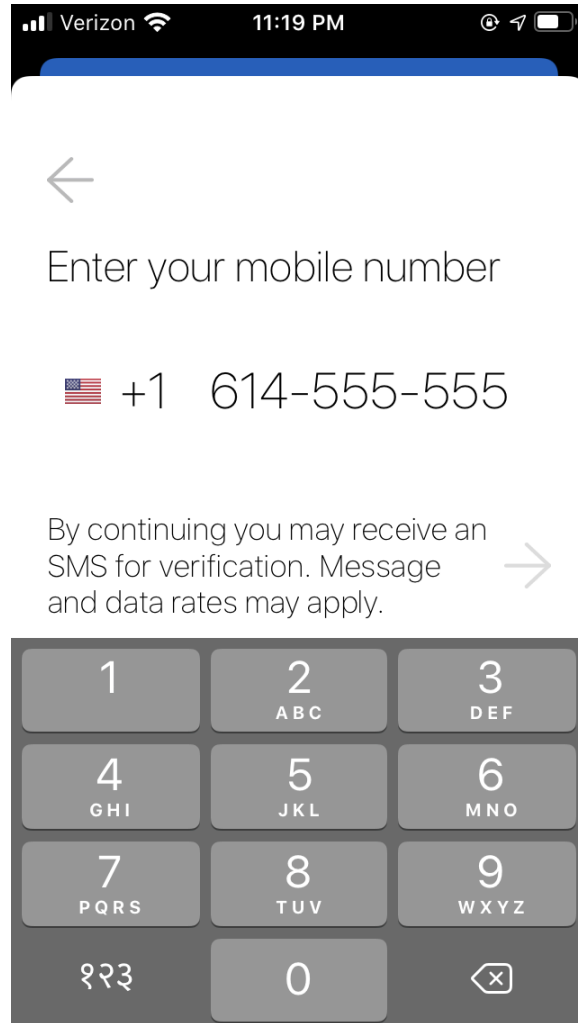 Verizon 11:19 PM
Enter your mobile number
+1 614-555-555
By continuing you may receive an
SMS for verification. Message
and data rates may apply.
1 2 3
ABC DEF
4 5 6
GHI JKL MNO
7 8 9
PQRS TUV WXYZ
१२३ 0